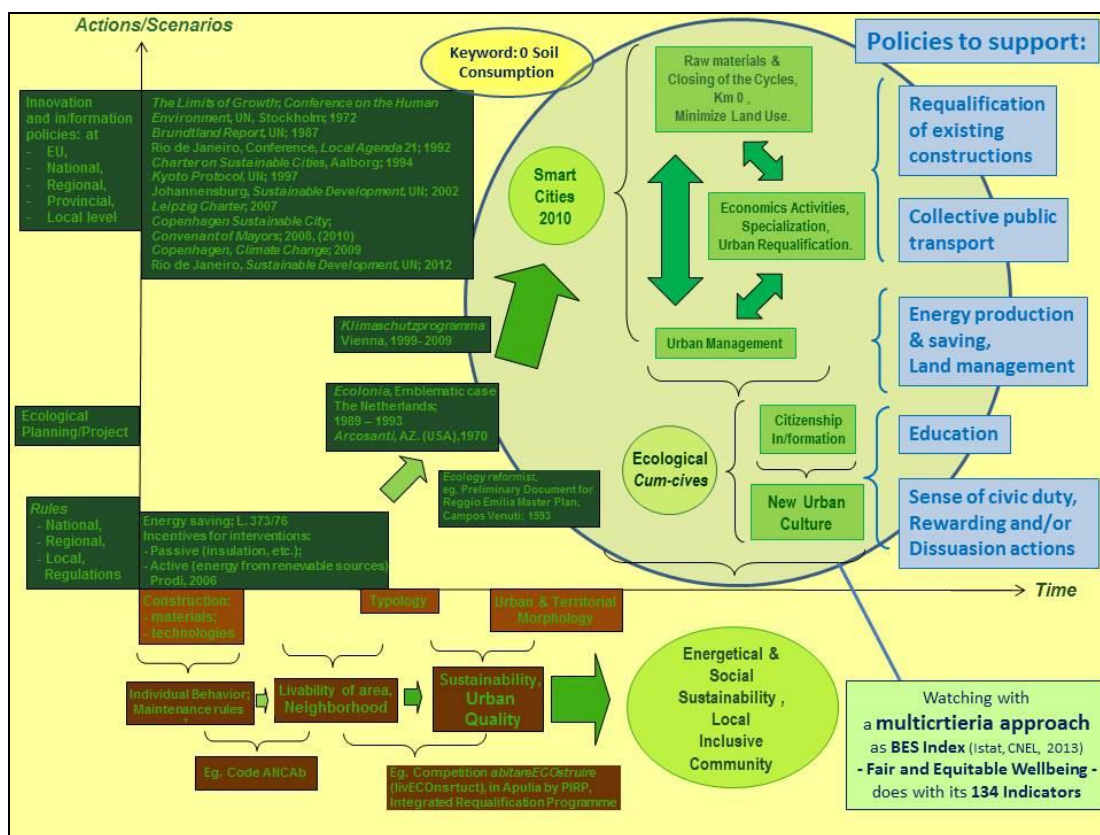 Actions/Scenarios
Keyword: 0 Soil
Consumption
Policies to support:
Innovation
and in/formation
policies: at
- EU,
- National,
- Regional,
- Provincial,
- Local level
The Limits of Growth; Conference on the Human
Environment, UN, Stockholm; 1972
Brundtland Report, UN; 1987
Rio de Janeiro, Conference, Local Agenda 21; 1992
Charter on Sustainable Cities, Aalborg; 1994
Kyoto Protocol, UN; 1997
Johannensburg, Sustainable Development, UN; 2002
Leipzig Charter; 2007
Copenhagen Sustainable City;
Convenant of Mayors; 2008, (2010)
Copenhagen, Climate Change; 2009
Rio de Janeiro, Sustainable Development, UN; 2012
Smart
Cities
2010
Raw materials &
Closing of the Cycles,
Km 0 ,
Minimize Land Use.
Economics Activities,
Specialization,
Urban Requalification.
Urban Management
Requalification
of existing
constructions
Collective public
transport
Energy production
& saving,
Land management
Klimaschutzprogramma
Vienna, 1999- 2009
Ecolonia, Emblematic case
The Netherlands;
1989 – 1993
Arcosanti, AZ. (USA),1970
Ecological
Planning/Project
Ecology reformist,
eg. Preliminary Document for
Reggio Emilia Master Plan,
Campos Venuti; 1993
Ecological
Cum-cives
Citizenship
In/formation
New Urban
Culture
Education
Sense of civic duty,
Rewarding and/or
Dissuasion actions
Rules
- National,
- Regional,
- Local,
Regulations
Energy saving; L. 373/76
Incentives for interventions:
- Passive (insulation, etc.);
- Active (energy from renewable sources)
Prodi, 2006
Time
Construction:
- materials;
- technologies
Typology
Urban & Territorial
Morphology
Individual Behavior;
Maintenance rules
,
Livability of area,
Neighborhood
Sustainability,
Urban
Quality
Energetical &
Social
Sustainability ,
Local
Inclusive
Community
Eg. Code ANCAb
Eg. Competition abitareECOstruire
(livECOnsrtuct), in Apulia by PIRP,
Integrated Requalification Programme
Watching with
a multicrtieria approach
as BES Index (Istat, CNEL, 2013)
- Fair and Equitable Wellbeing -
does with its 134 Indicators